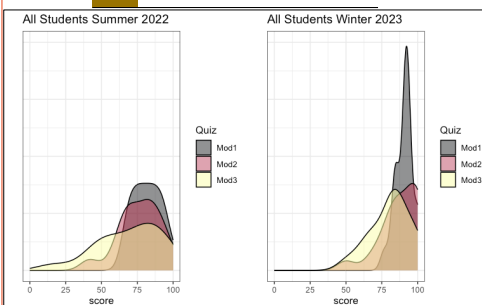 All Students Summer 2022
Quiz
Mod1
Mod2
Mod3
0 25 50 75 100
score
All Students Winter 2023
Quiz
Mod1
Mod2
Mod3
0 25 50 75 100
score